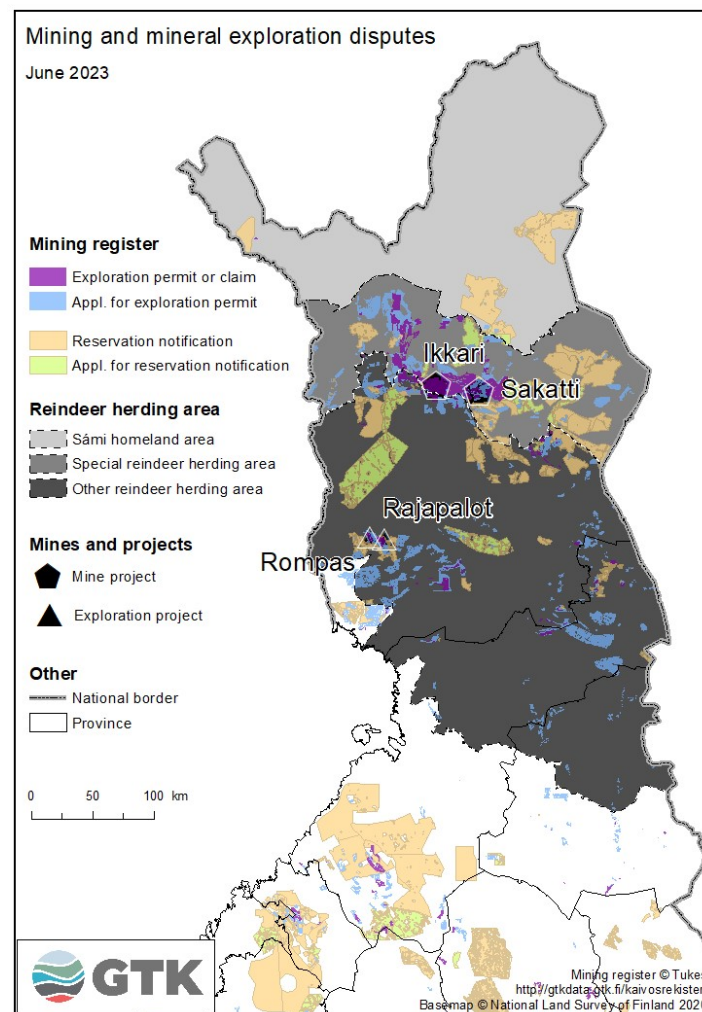 Mining and mineral exploration disputes
June 2023
Mining register
Exploration permit or claim
Appl. for exploration permit
Reservation notification
Appl. for reservation notification
Reindeer herding area
Sámi homeland area
Special reindeer herding area
Other reindeer herding area
Mines and projects
Mine project
Exploration project
Other
National border
Province
0 50 100 km
Ikkari
Sakatti
Rajapalot
Rompas
GTK
Mining register © Tukes
http://gtkdata.gtk.fi/kaivosrekister
Basemap © National Land Survey of Finland 2020